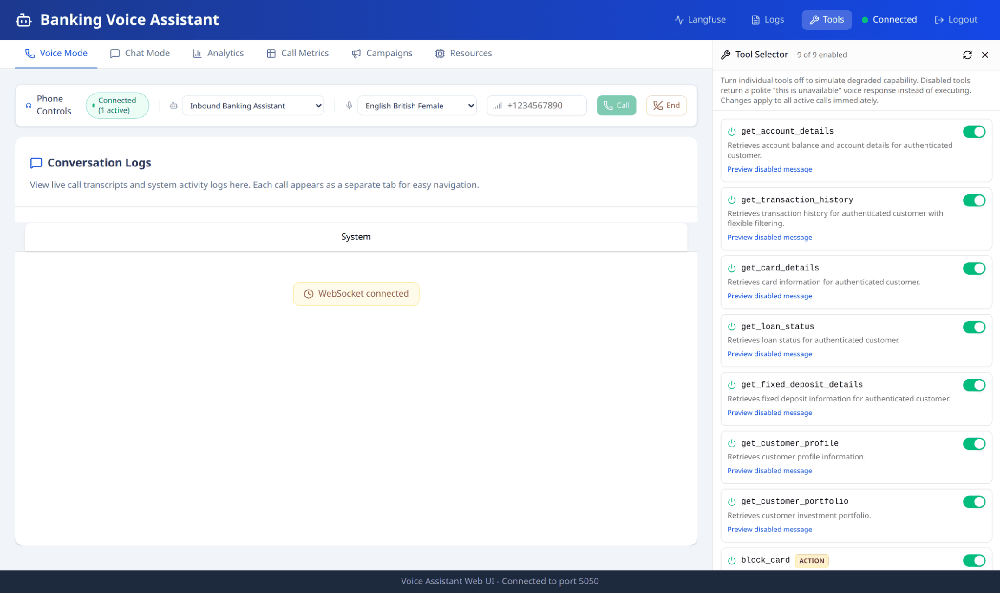 Banking Voice Assistant
Langfuse
Logs
Tools
Connected
Logout
Voice Mode
Chat Mode
Analytics
Call Metrics
Campaigns
Resources
Phone
Controls
Connected
(1 active)
Inbound Banking Assistant
English British Female
+1234567890
Call
End
Conversation Logs
View live call transcripts and system activity logs here. Each call appears as a separate tab for easy navigation.
System
WebSocket connected
Tool Selector · 9 of 9 enabled
Turn individual tools off to simulate degraded capability. Disabled tools
return a polite "this is unavailable" voice response instead of executing.
Changes apply to all active calls immediately.
get_account_details
Retrieves account balance and account details for authenticated
customer.
Preview disabled message
get_transaction_history
Retrieves transaction history for authenticated customer with
flexible filtering.
Preview disabled message
get_card_details
Retrieves card information for authenticated customer.
Preview disabled message
get_loan_status
Retrieves loan status for authenticated customer.
Preview disabled message
get_fixed_deposit_details
Retrieves fixed deposit information for authenticated customer.
Preview disabled message
get_customer_profile
Retrieves customer profile information.
Preview disabled message
get_customer_portfolio
Retrieves customer investment portfolio.
Preview disabled message
block_card ACTION
Voice Assistant Web UI - Connected to port 5050